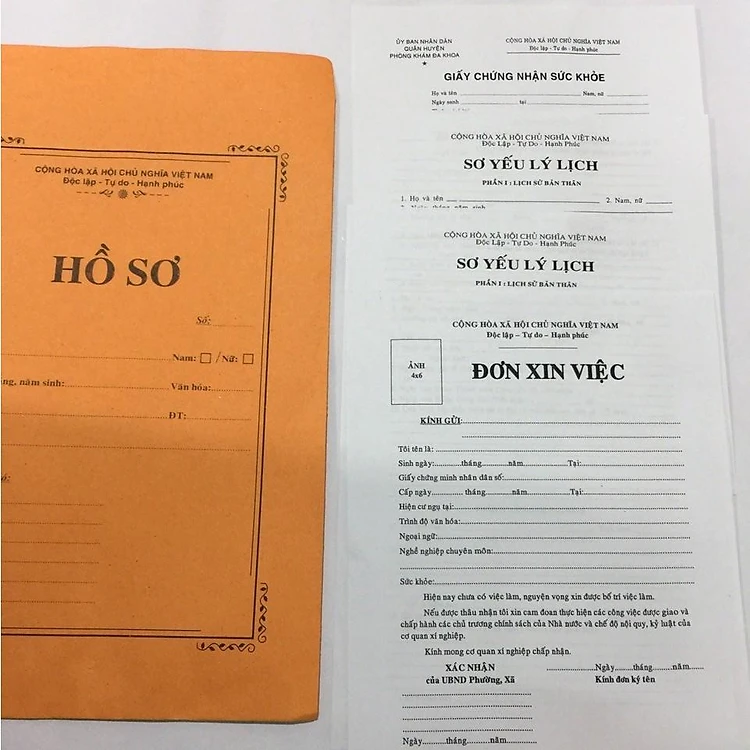 CỘNG HÒA XÃ HỘI CHỦ NGHĨA VIỆT NAM
Độc lập - Tự do - Hạnh phúc
HỒ SƠ
Số:
Nam: / Nữ:
ng, năm sinh: Văn hóa:
ĐT:
ỦY BAN NHÂN DÂN
QUẬN HUYỆN
PHÒNG KHÁM ĐA KHOA
CỘNG HÒA XÃ HỘI CHỦ NGHĨA VIỆT NAM
Độc lập - Tự do - Hạnh phúc
GIẤY CHỨNG NHẬN SỨC KHỎE
Họ và tên Nam, nữ
Ngày sanh tại
CỘNG HÒA XÃ HỘI CHỦ NGHĨA VIỆT NAM
Độc Lập - Tự Do - Hạnh Phúc
SƠ YẾU LÝ LỊCH
PHẦN I : LỊCH SỬ BẢN THÂN
1. Họ và tên 2. Nam, nữ
CỘNG HÒA XÃ HỘI CHỦ NGHĨA VIỆT NAM
Độc Lập - Tự Do - Hạnh Phúc
SƠ YẾU LÝ LỊCH
PHẦN I : LỊCH SỬ BẢN THÂN
CỘNG HÒA XÃ HỘI CHỦ NGHĨA VIỆT NAM
Độc lập – Tự do – Hạnh phúc
ẢNH
4x6
ĐƠN XIN VIỆC
KÍNH GỬI:
Tôi tên là:
Sinh ngày:..........tháng..........năm..........Tại:
Giấy chứng minh nhân dân số:
Cấp ngày.......... tháng..........năm..........Tại:
Hiện cư ngụ tại:
Trình độ văn hóa:
Ngoại ngữ:
Nghề nghiệp chuyên môn:
Sức khỏe:
Hiện nay chưa có việc làm, nguyện vọng xin được bố trí việc làm.
Nếu được thâu nhận tôi xin cam đoan thực hiện các công việc được giao và
chấp hành các chủ trương chính sách của Nhà nước và chế độ nội quy, kỷ luật của
cơ quan xí nghiệp.
Kính mong cơ quan xí nghiệp chấp nhận.
XÁC NHẬN
của UBND Phường, Xã
..........Ngày..........tháng..........năm..........
Kính đơn ký tên
Ngày..........tháng..........năm..........